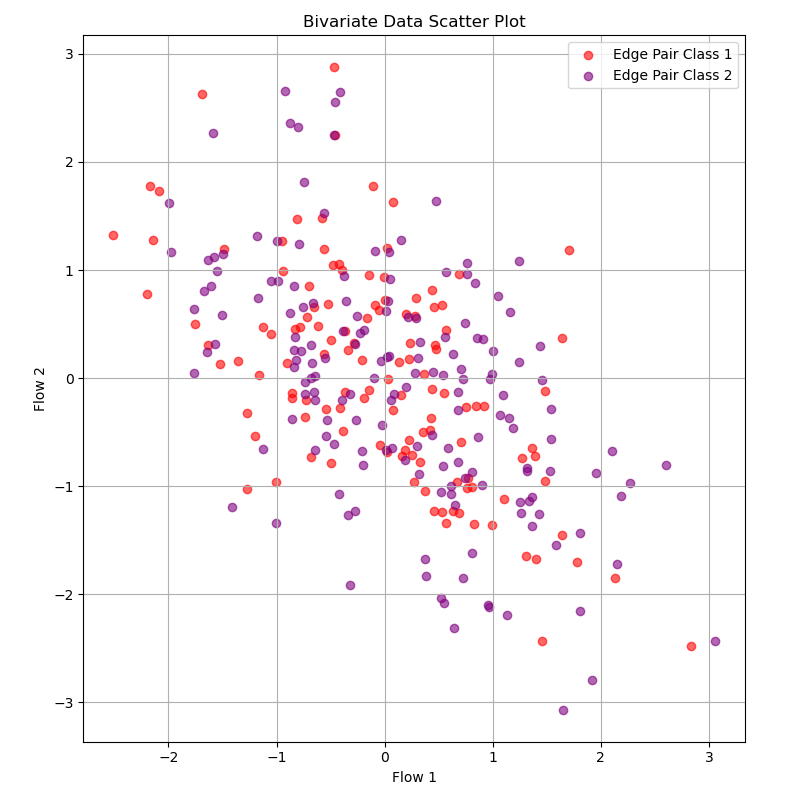 Bivariate Data Scatter Plot
Edge Pair Class 1
Edge Pair Class 2
3
2
1
0
−1
−2
−3
Flow 2
−2
−1
0
1
2
3
Flow 1